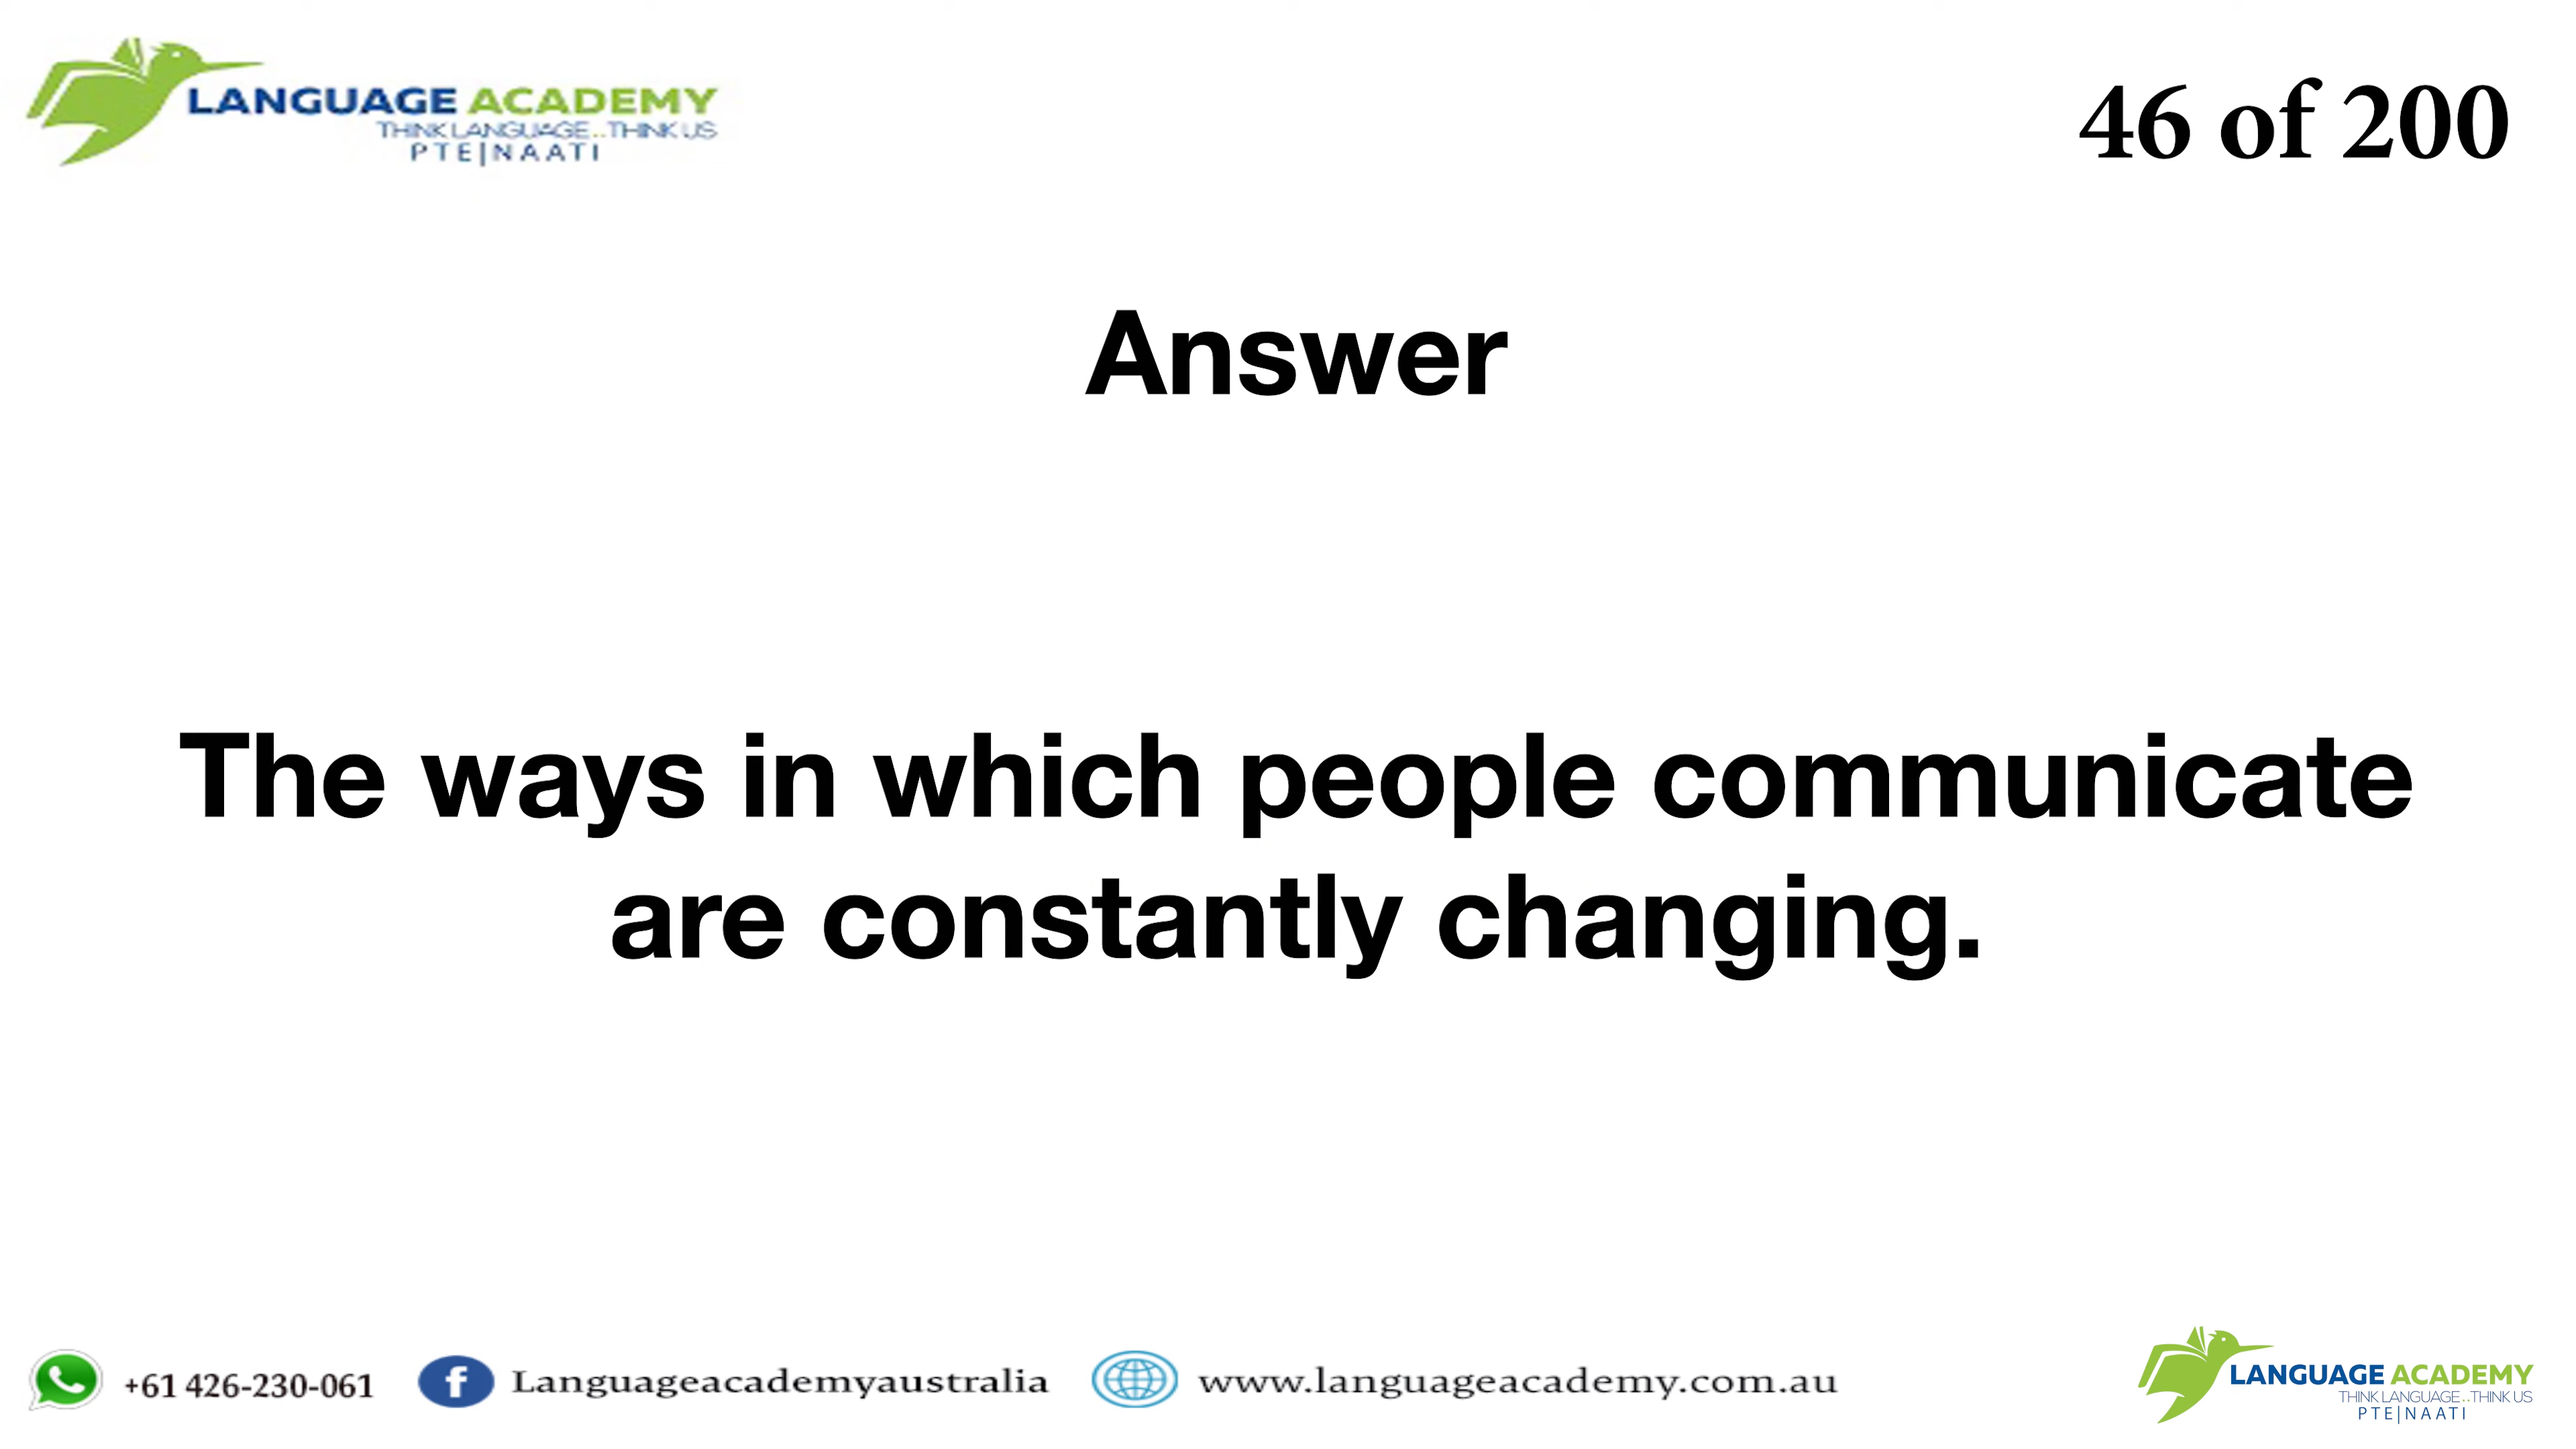 LANGUAGE ACADEMY
THINK LANGUAGE..THINK US
PTE|NAATI
46 of 200
Answer
The ways in which people communicate
are constantly changing.
+61 426-230-061
f
Languageacademyaustralia
www.languageacademy.com.au
LANGUAGE ACADEMY
THINK LANGUAGE..THINK US
PTE|NAATI